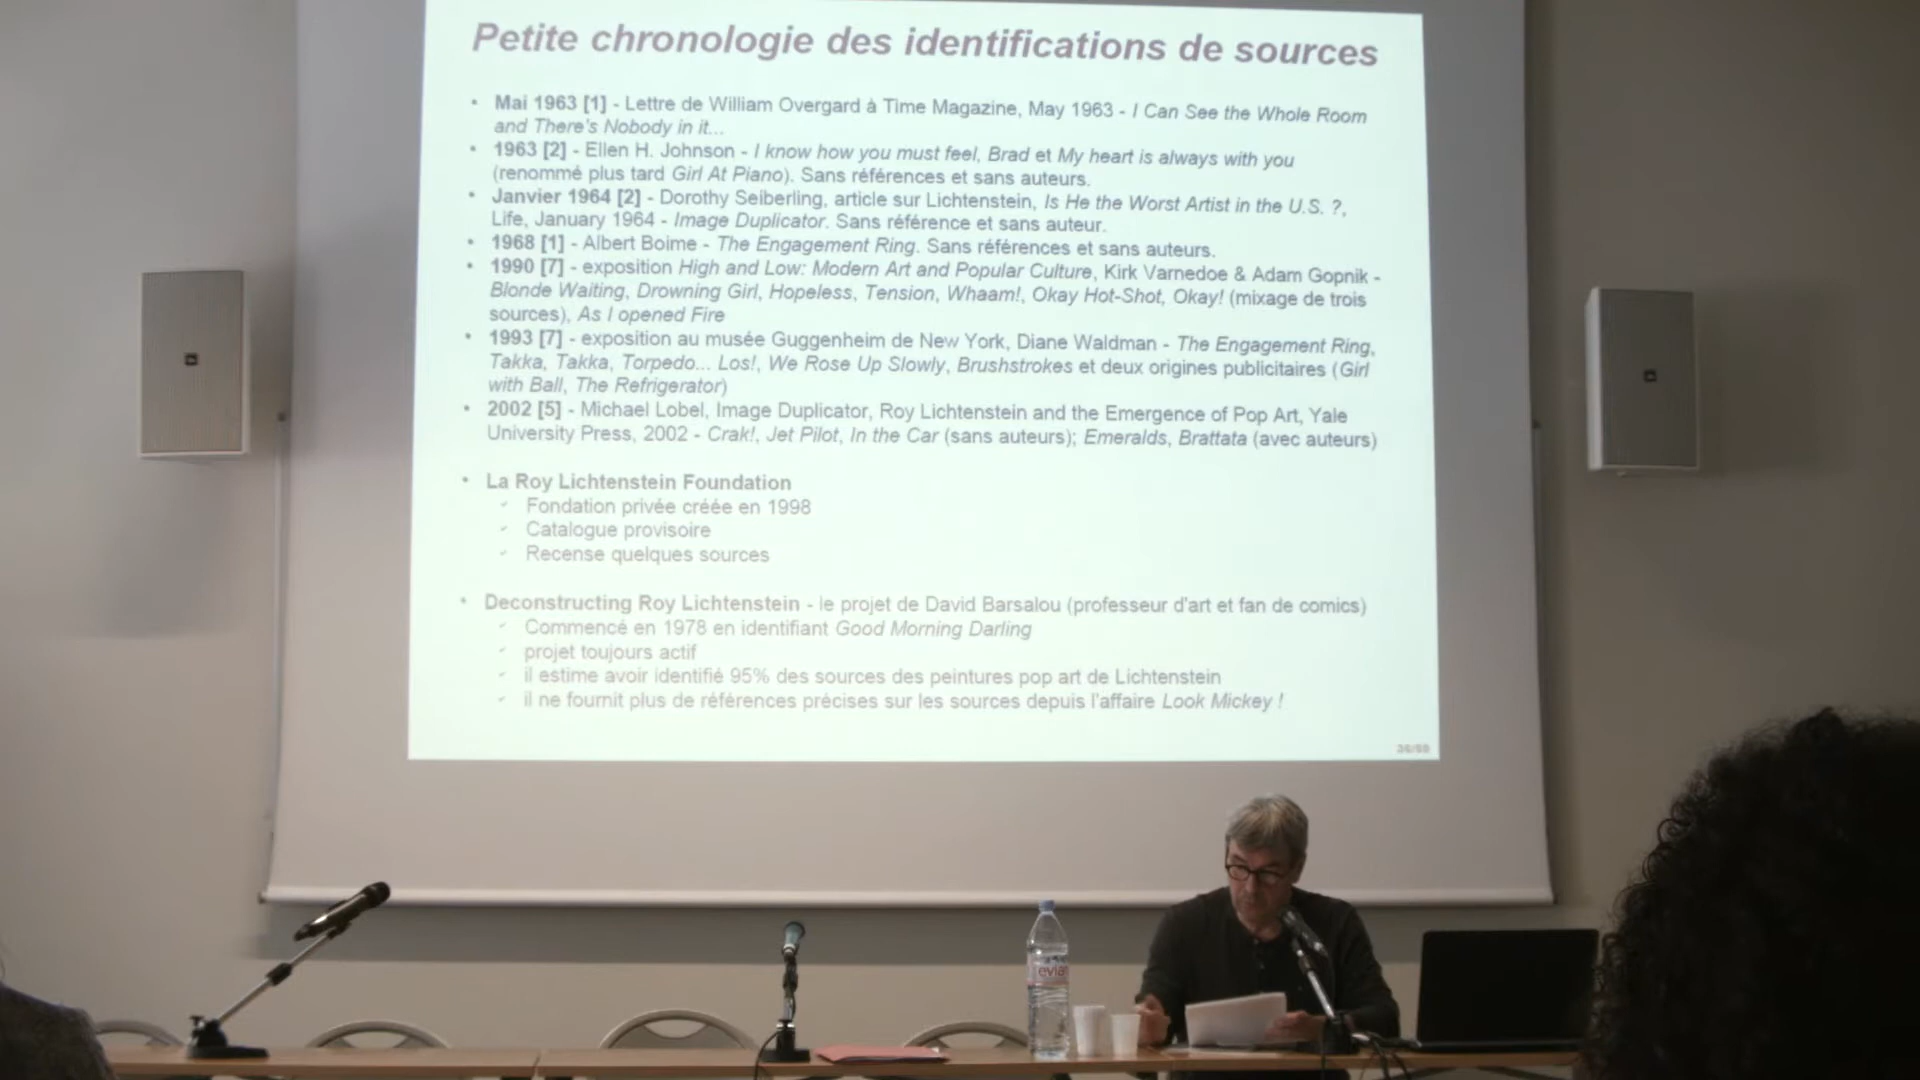 Petite chronologie des identifications de sources
• Mai 1963 [1] - Lettre de William Overgard à Time Magazine, May 1963 - I Can See the Whole Room
and There's Nobody in it...
• 1963 [2] - Ellen H. Johnson - I know how you must feel, Brad et My heart is always with you
(renommé plus tard Girl At Piano). Sans références et sans auteurs.
• Janvier 1964 [2] - Dorothy Seiberling, article sur Lichtenstein, Is He the Worst Artist in the U.S. ?,
Life, January 1964 - Image Duplicator. Sans référence et sans auteur.
• 1968 [1] - Albert Boime - The Engagement Ring. Sans références et sans auteurs.
• 1990 [7] - exposition High and Low: Modern Art and Popular Culture, Kirk Varnedoe & Adam Gopnik -
Blonde Waiting, Drowning Girl, Hopeless, Tension, Whaam!, Okay Hot-Shot, Okay! (mixage de trois
sources), As I opened Fire
• 1993 [7] - exposition au musée Guggenheim de New York, Diane Waldman - The Engagement Ring,
Takka, Takka, Torpedo... Los!, We Rose Up Slowly, Brushstrokes et deux origines publicitaires (Girl
with Ball, The Refrigerator)
• 2002 [5] - Michael Lobel, Image Duplicator, Roy Lichtenstein and the Emergence of Pop Art, Yale
University Press, 2002 - Crak!, Jet Pilot, In the Car (sans auteurs); Emeralds, Brattata (avec auteurs)
• La Roy Lichtenstein Foundation
✓ Fondation privée créée en 1998
✓ Catalogue provisoire
✓ Recense quelques sources
• Deconstructing Roy Lichtenstein - le projet de David Barsalou (professeur d'art et fan de comics)
✓ Commencé en 1978 en identifiant Good Morning Darling
✓ projet toujours actif
✓ il estime avoir identifié 95% des sources des peintures pop art de Lichtenstein
✓ il ne fournit plus de références précises sur les sources depuis l'affaire Look Mickey !
evian